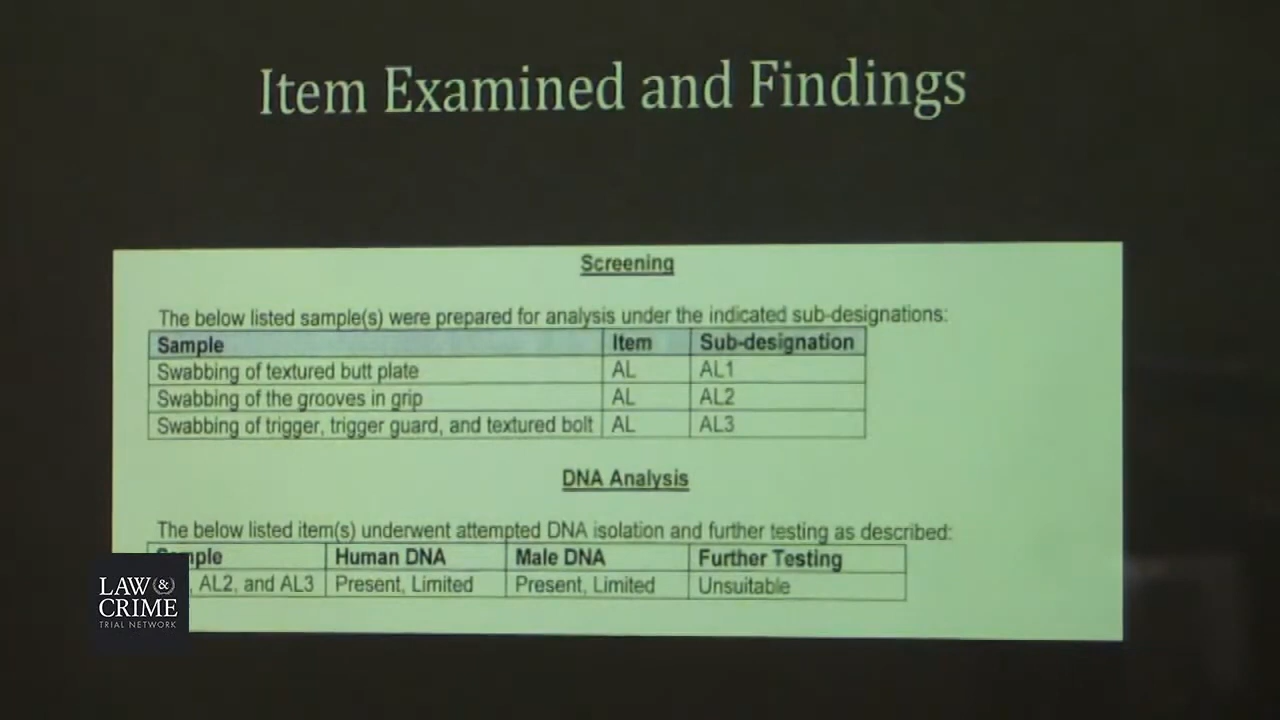 Item Examined and Findings
Screening
The below listed sample(s) were prepared for analysis under the indicated sub-designations:
Sample Item Sub-designation
Swabbing of textured butt plate AL AL1
Swabbing of the grooves in grip AL AL2
Swabbing of trigger, trigger guard, and textured bolt AL AL3
DNA Analysis
The below listed item(s) underwent attempted DNA isolation and further testing as described:
Sample Human DNA Male DNA Further Testing
, AL2, and AL3 Present, Limited Present, Limited Unsuitable
LAW &
CRIME
TRIAL NETWORK